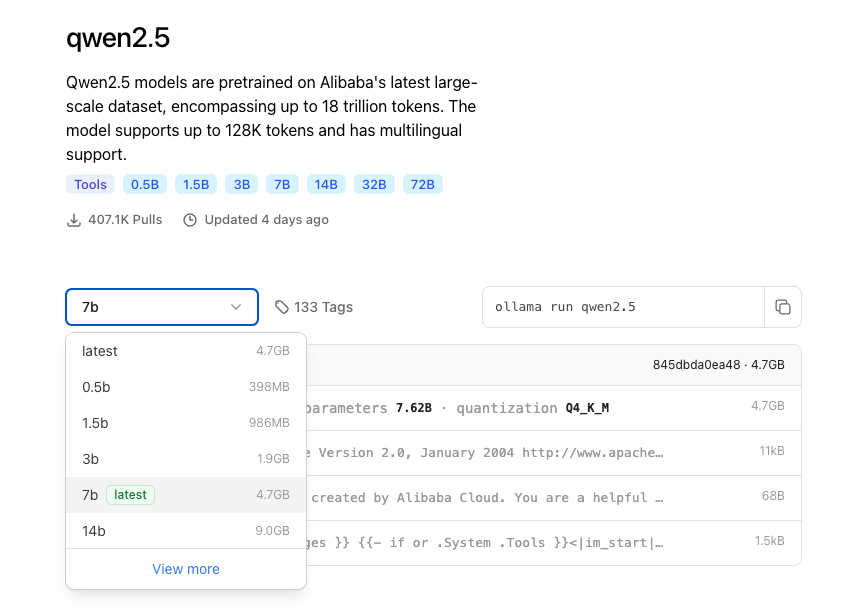 qwen2.5
Qwen2.5 models are pretrained on Alibaba's latest large-
scale dataset, encompassing up to 18 trillion tokens. The
model supports up to 128K tokens and has multilingual
support.
Tools 0.5B 1.5B 3B 7B 14B 32B 72B
407.1K Pulls Updated 4 days ago
7b 133 Tags ollama run qwen2.5
latest 4.7GB
0.5b 398MB
1.5b 986MB
3b 1.9GB
7b latest 4.7GB
14b 9.0GB
View more
845dbda0ea48 · 4.7GB
parameters 7.62B · quantization Q4_K_M 4.7GB
Version 2.0, January 2004 http://www.apache… 11kB
created by Alibaba Cloud. You are a helpful … 68B
}} {{- if or .System .Tools }}<|im_start|… 1.5kB